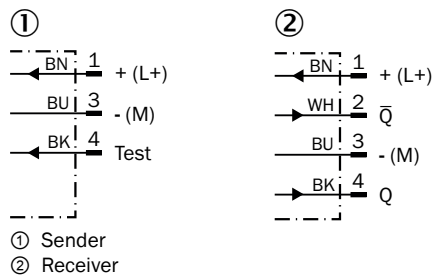 ①
BN 1 + (L+)
BU 3 - (M)
BK 4 Test
②
BN 1 + (L+)
WH 2 Q̅
BU 3 - (M)
BK 4 Q
① Sender
② Receiver